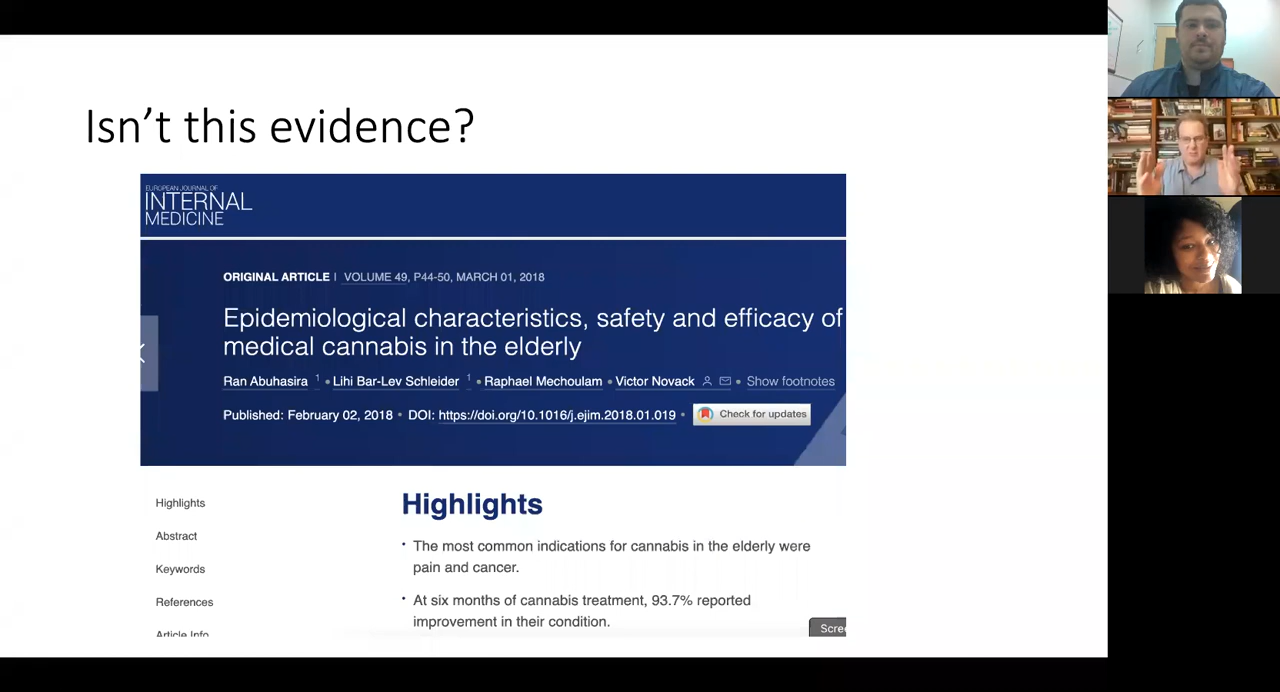 Isn't this evidence?
EUROPEAN JOURNAL OF
INTERNAL
MEDICINE
ORIGINAL ARTICLE | VOLUME 49, P44-50, MARCH 01, 2018
Epidemiological characteristics, safety and efficacy of
medical cannabis in the elderly
Ran Abuhasira 1 • Lihi Bar-Lev Schleider 1 • Raphael Mechoulam • Victor Novack • Show footnotes
Published: February 02, 2018 • DOI: https://doi.org/10.1016/j.ejim.2018.01.019 • Check for updates
Highlights
Abstract
Keywords
References
Article Info
Highlights
• The most common indications for cannabis in the elderly were
pain and cancer.
• At six months of cannabis treatment, 93.7% reported
improvement in their condition.
Scree